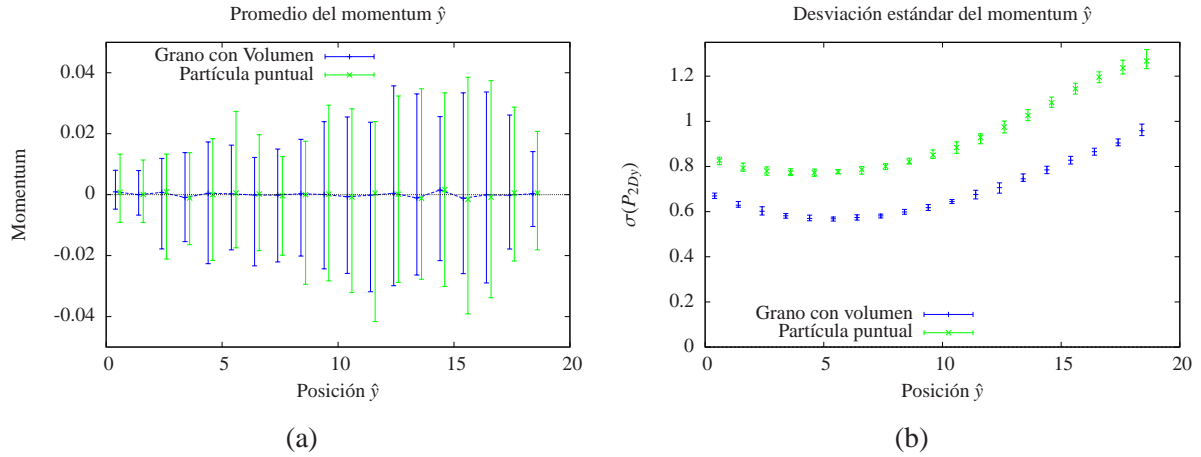 Promedio del momentum ŷ
Grano con Volumen
Partícula puntual
0.04
0.02
0
-0.02
-0.04
Momentum
0
5
10
15
20
Posición ŷ
(a)
Desviación estándar del momentum ŷ
1.2
1
0.8
0.6
0.4
0.2
0
σ(P2Dy)
Grano con volumen
Partícula puntual
0
5
10
15
20
Posición ŷ
(b)